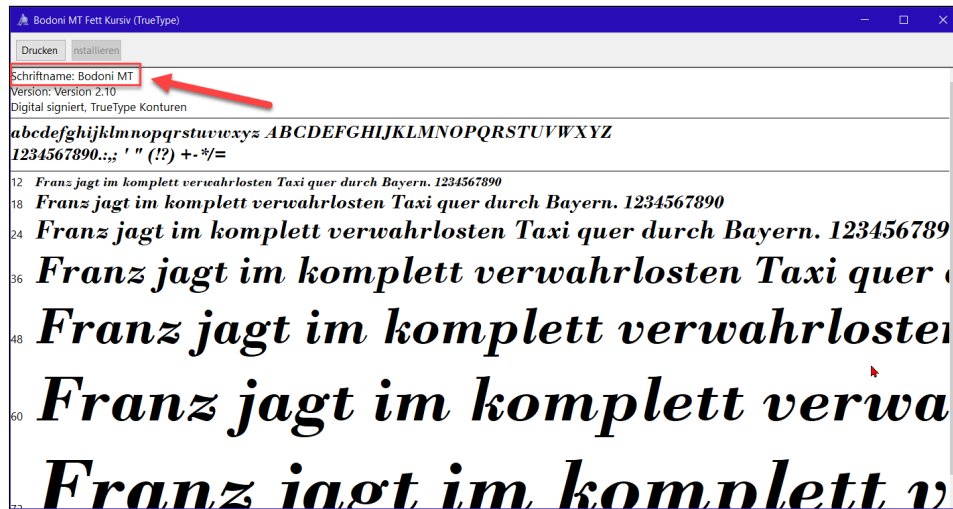 Bodoni MT Fett Kursiv (TrueType)
Drucken nstallieren
Schriftname: Bodoni MT
Version: Version 2.10
Digital signiert, TrueType Konturen
abcdefghijklmnopqrstuvwxyz ABCDEFGHIJKLMNOPQRSTUVWXYZ
1234567890.:,; ' " (!?) +-*/=
12 Franz jagt im komplett verwahrlosten Taxi quer durch Bayern. 1234567890
18 Franz jagt im komplett verwahrlosten Taxi quer durch Bayern. 1234567890
24 Franz jagt im komplett verwahrlosten Taxi quer durch Bayern. 123456789
36 Franz jagt im komplett verwahrlosten Taxi quer
48 Franz jagt im komplett verwahrlosten
60 Franz jagt im komplett verwa
72 Franz jagt im komplett v